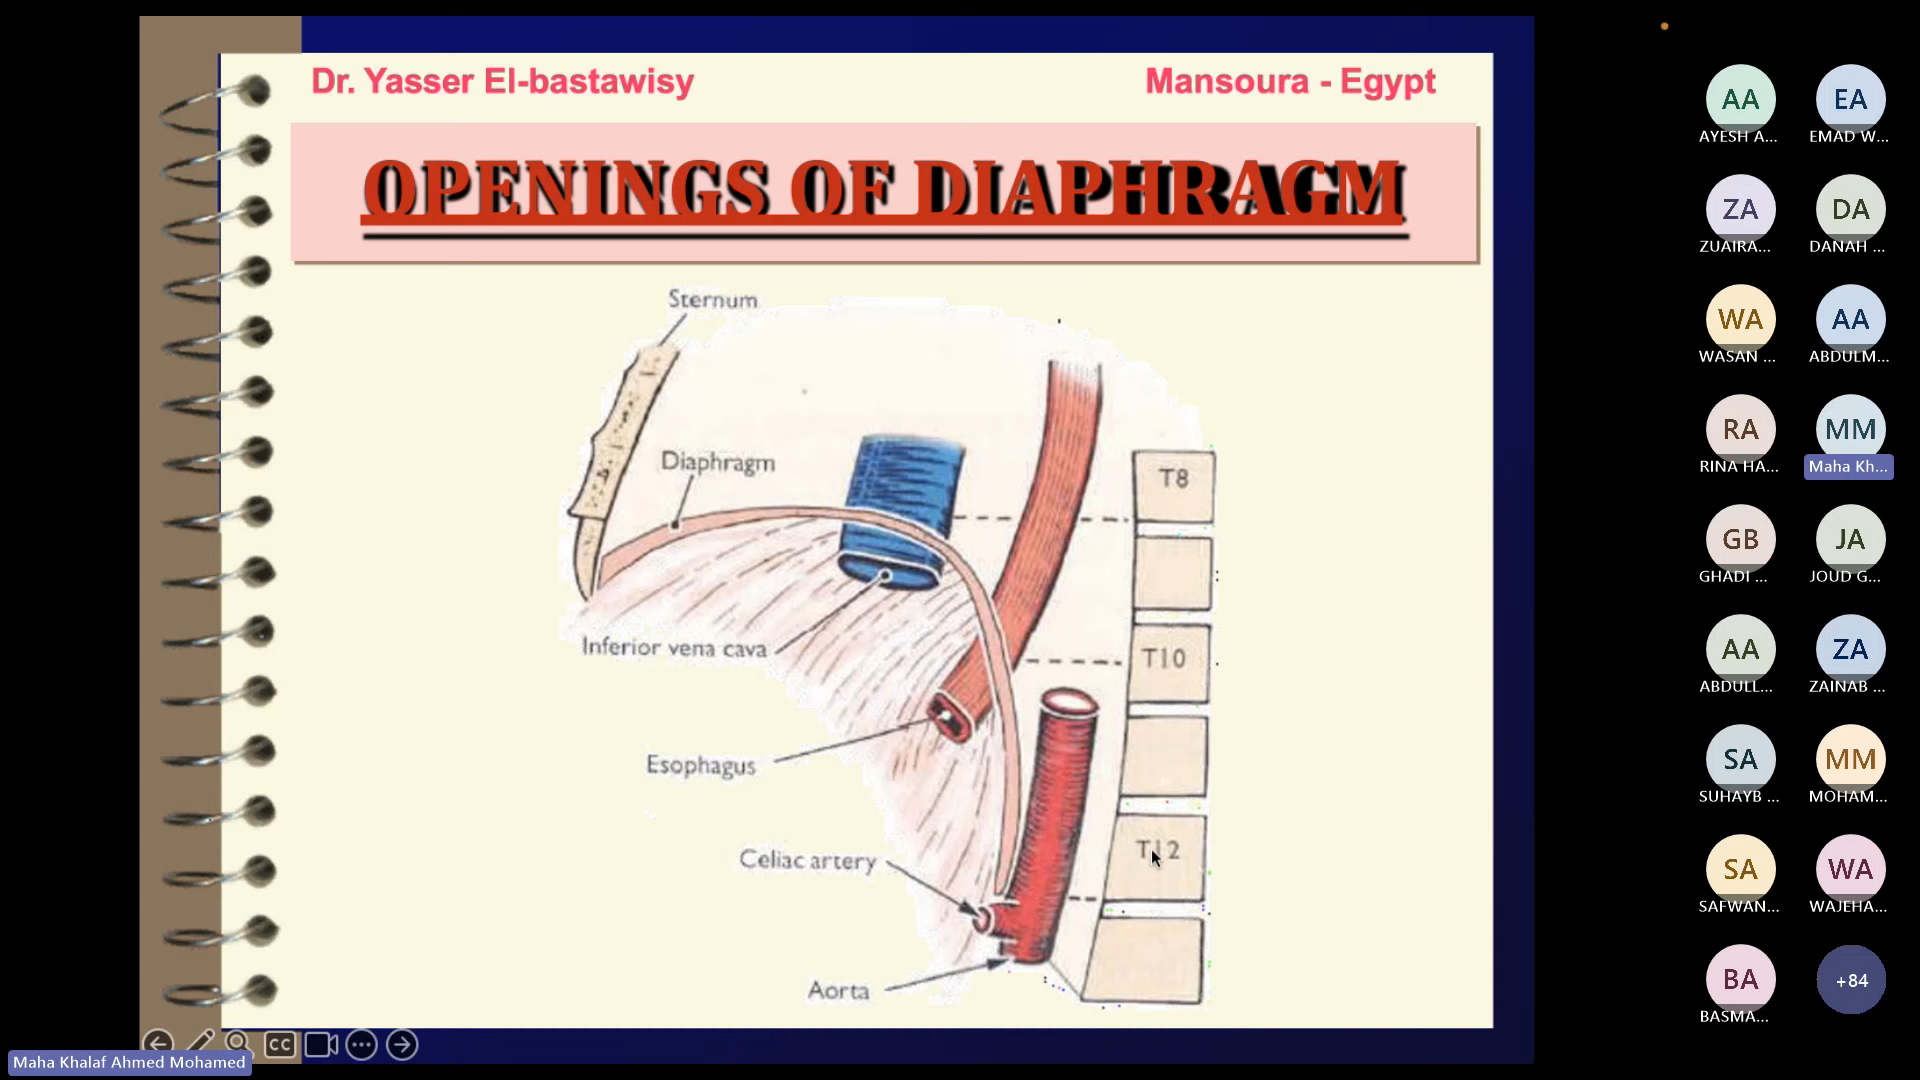 Dr. Yasser El-bastawisy
Mansoura - Egypt
OPENINGS OF DIAPHRAGM
Sternum
Diaphragm
T8
Inferior vena cava
T10
Esophagus
Celiac artery
T12
Aorta
AA
AYESH A...
EA
EMAD W...
ZA
ZUAIRA...
DA
DANAH ...
WA
WASAN ...
AA
ABDULM...
RA
RINA HA...
MM
Maha Kh...
GB
GHADI ...
JA
JOUD G...
AA
ABDULL...
ZA
ZAINAB ...
SA
SUHAYB ...
MM
MOHAM...
SA
SAFWAN...
WA
WAJEHA...
BA
BASMA...
+84
CC
Maha Khalaf Ahmed Mohamed